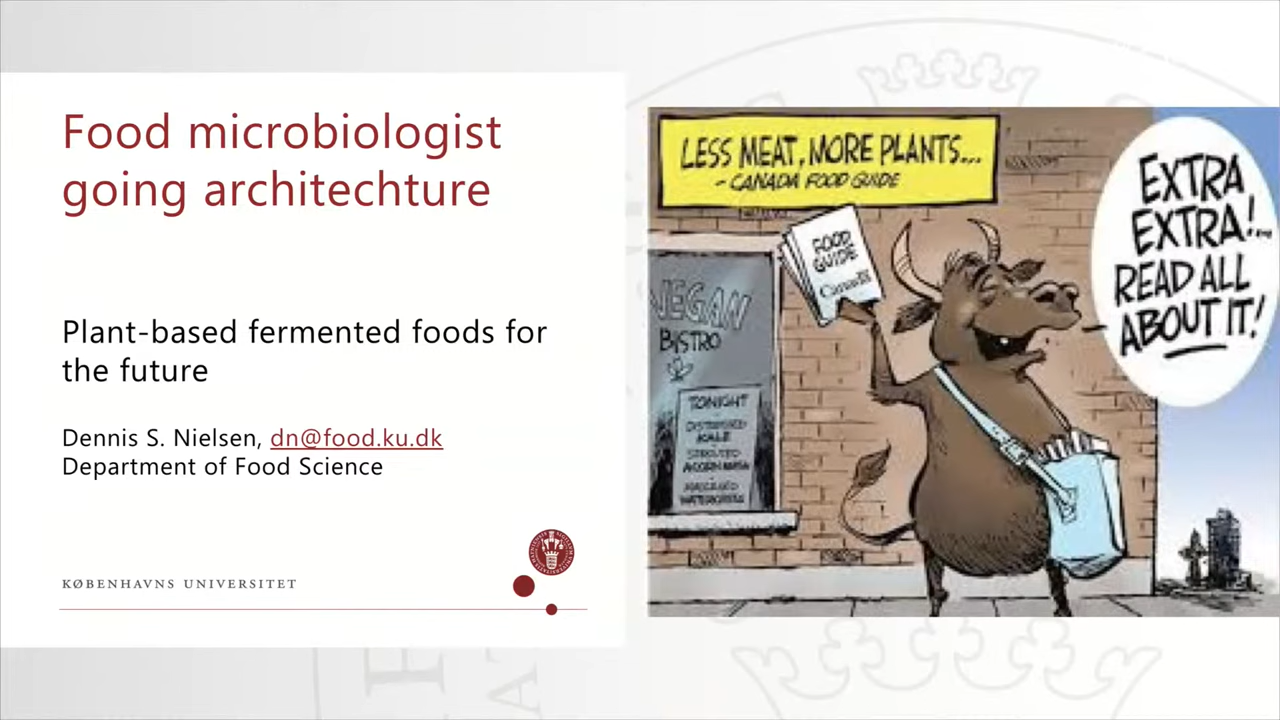 Food microbiologist
going architechture
Plant-based fermented foods for
the future
Dennis S. Nielsen, dn@food.ku.dk
Department of Food Science
KØBENHAVNS UNIVERSITET
LESS MEAT, MORE PLANTS...
- CANADA FOOD GUIDE
FOOD
GUIDE
Canada
EXTRA,
EXTRA!..
READ ALL
ABOUT IT!
VEGAN
BISTRO
TONIGHT
KALE